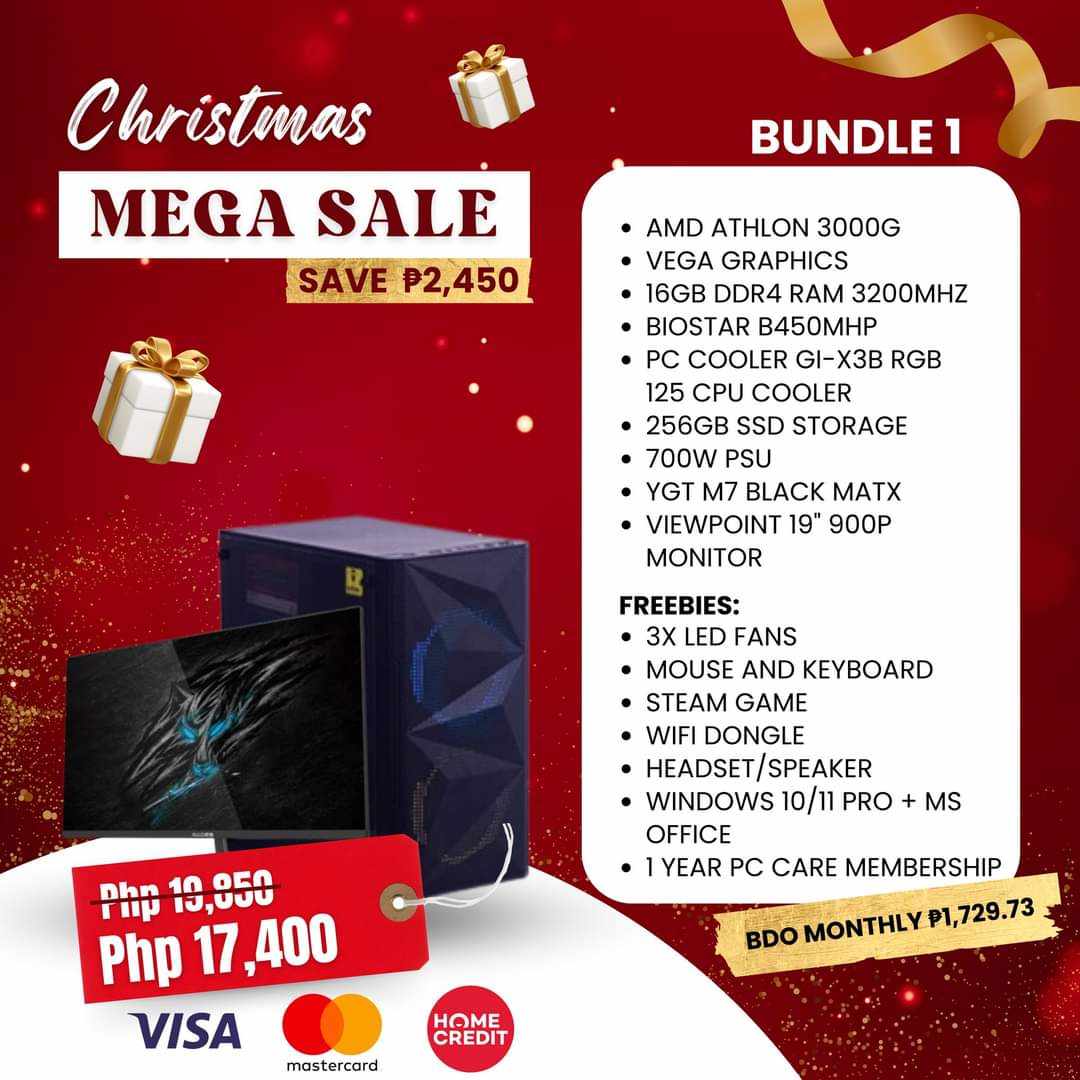 Christmas
MEGA SALE
SAVE ₱2,450
BUNDLE 1
• AMD ATHLON 3000G
• VEGA GRAPHICS
• 16GB DDR4 RAM 3200MHZ
• BIOSTAR B450MHP
• PC COOLER GI-X3B RGB
125 CPU COOLER
• 256GB SSD STORAGE
• 700W PSU
• YGT M7 BLACK MATX
• VIEWPOINT 19" 900P
MONITOR
FREEBIES:
• 3X LED FANS
• MOUSE AND KEYBOARD
• STEAM GAME
• WIFI DONGLE
• HEADSET/SPEAKER
• WINDOWS 10/11 PRO + MS
OFFICE
• 1 YEAR PC CARE MEMBERSHIP
BDO MONTHLY ₱1,729.73
Php 19,850
Php 17,400
VISA
mastercard
HOME
CREDIT